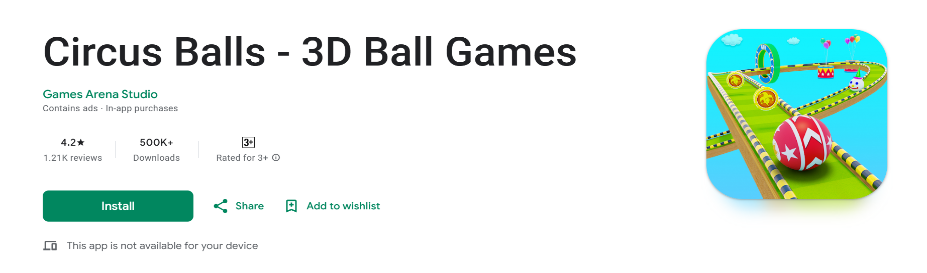 Circus Balls - 3D Ball Games
Games Arena Studio
Contains ads · In-app purchases
4.2★
500K+
3+
1.21K reviews
Downloads
Rated for 3+
Install
Share
Add to wishlist
This app is not available for your device